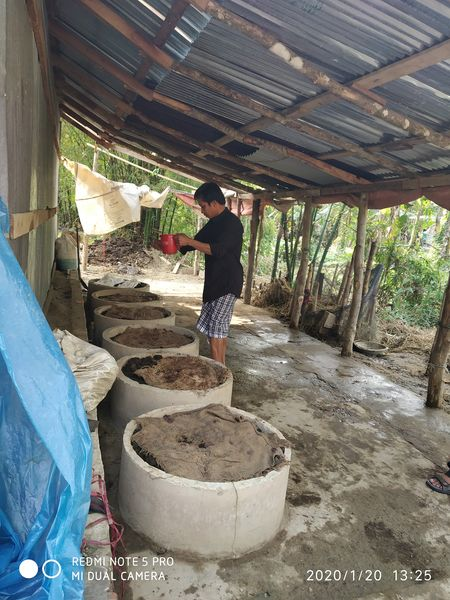 REDMI NOTE 5 PRO
MI DUAL CAMERA
2020/1/20 13:25